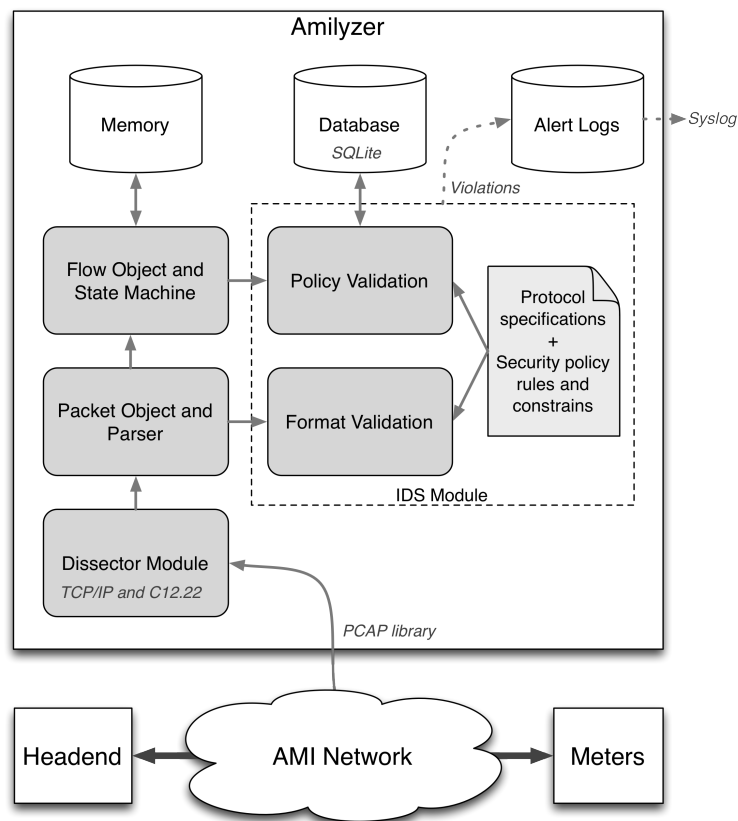 Amilyzer
Memory
Database
SQLite
Alert Logs
Syslog
Violations
Flow Object and
State Machine
Policy Validation
Protocol
specifications
+
Security policy
rules and
constrains
Packet Object and
Parser
Format Validation
IDS Module
Dissector Module
TCP/IP and C12.22
PCAP library
Headend
AMI Network
Meters